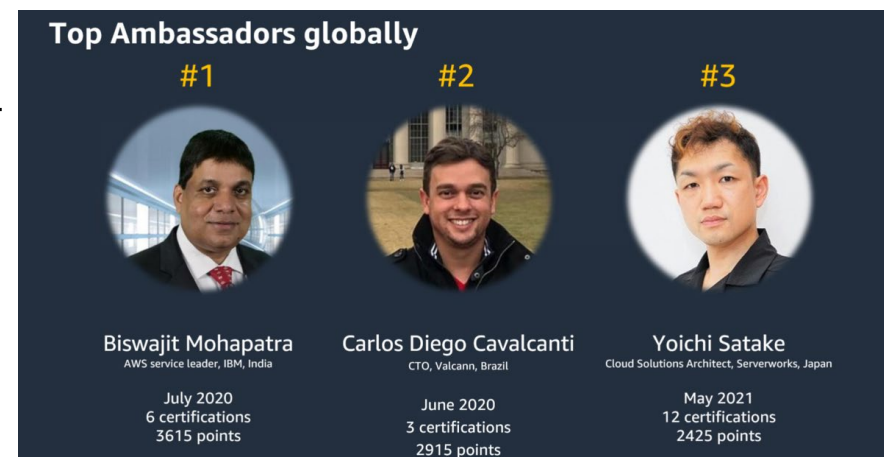 Top Ambassadors globally
#1
#2
#3
Biswajit Mohapatra
AWS service leader, IBM, India
July 2020
6 certifications
3615 points
Carlos Diego Cavalcanti
CTO, Valcann, Brazil
June 2020
3 certifications
2915 points
Yoichi Satake
Cloud Solutions Architect, Serverworks, Japan
May 2021
12 certifications
2425 points